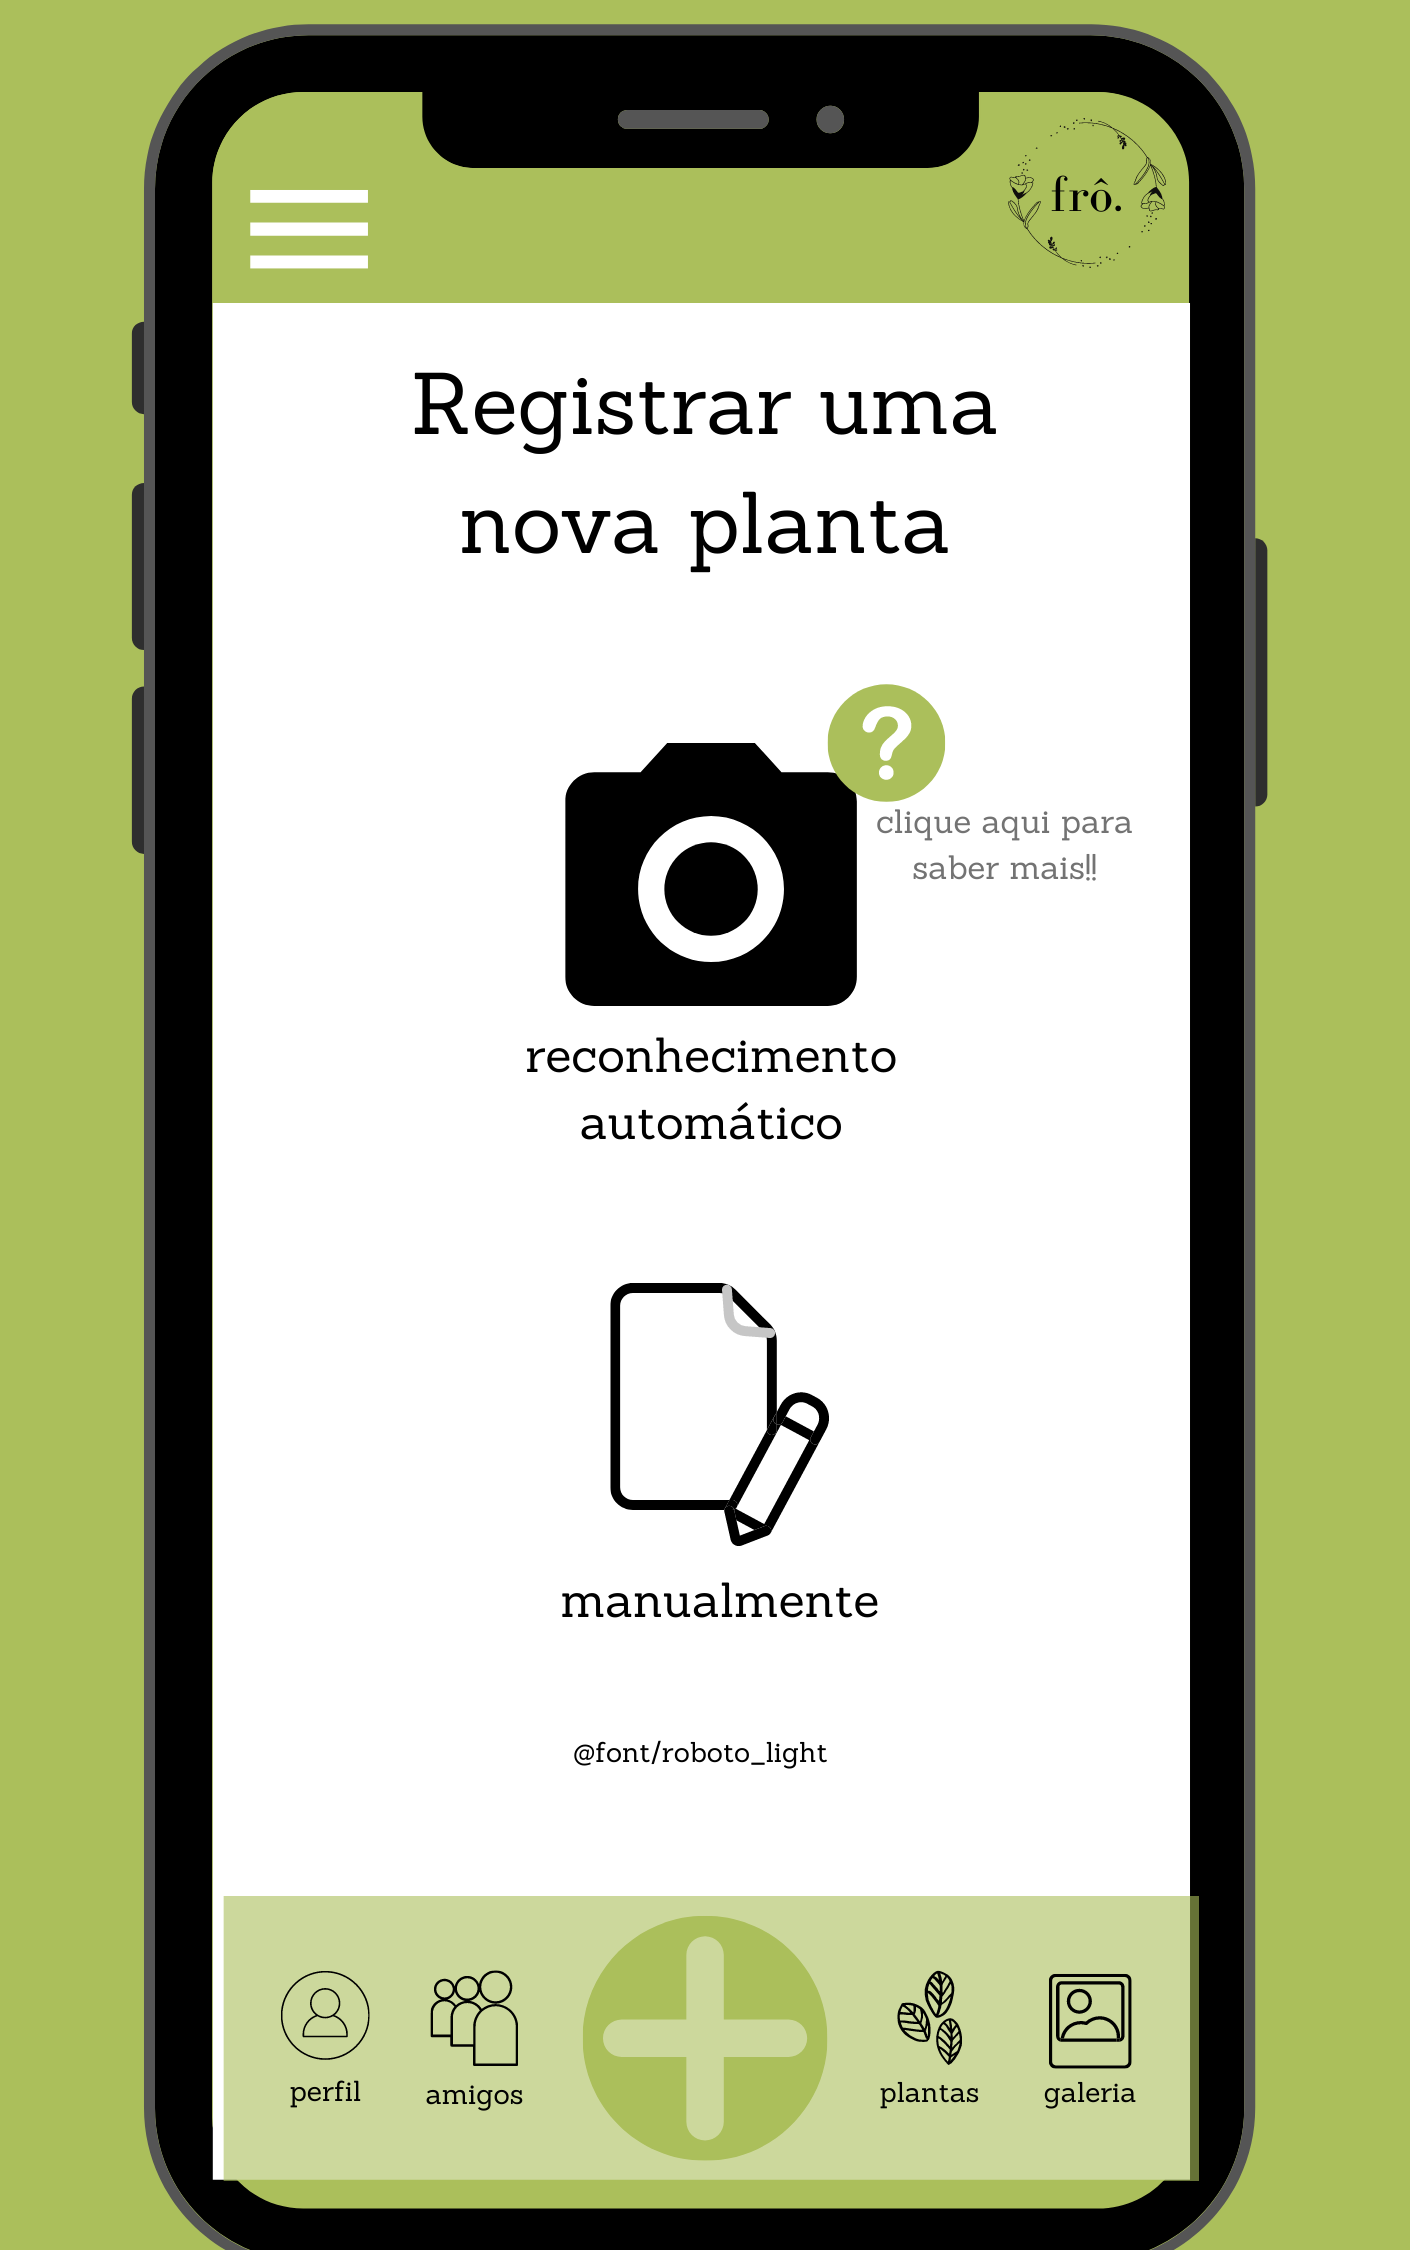 frô.
Registrar uma
nova planta
?
clique aqui para
saber mais!!
reconhecimento
automático
manualmente
@font/roboto_light
perfil
amigos
plantas
galeria